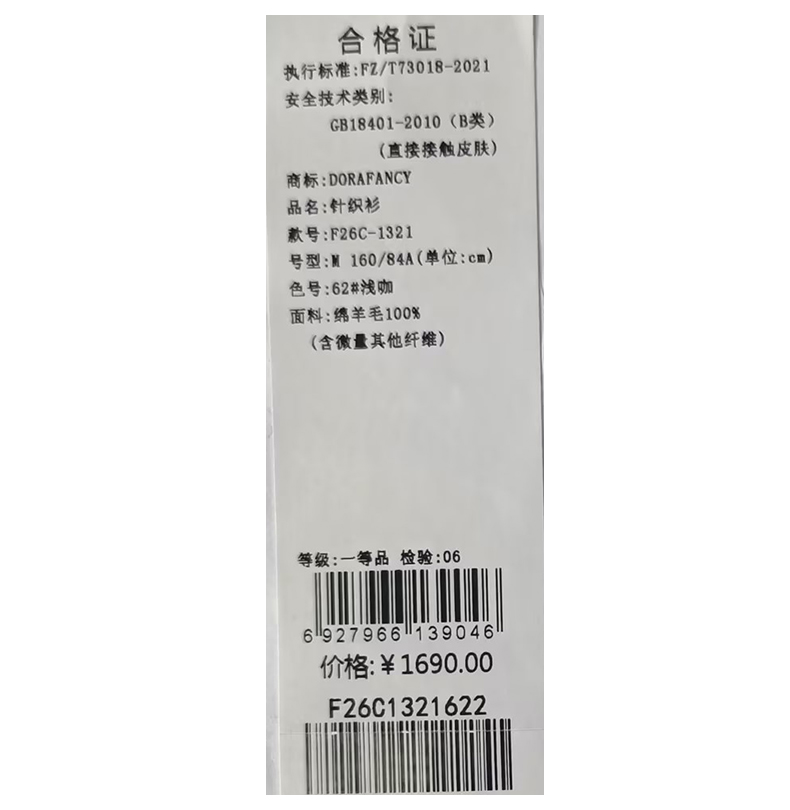 合格证
执行标准:FZ/T73018-2021
安全技术类别:
GB18401-2010（B类）
(直接接触皮肤)
商标:DORAFANCY
品名:针织衫
款号:F26C-1321
号型:M 160/84A(单位:cm)
色号:62#浅咖
面料:绵羊毛100%
(含微量其他纤维)
等级:一等品 检验:06
6 927966 139046
价格:¥1690.00
F26C1321622